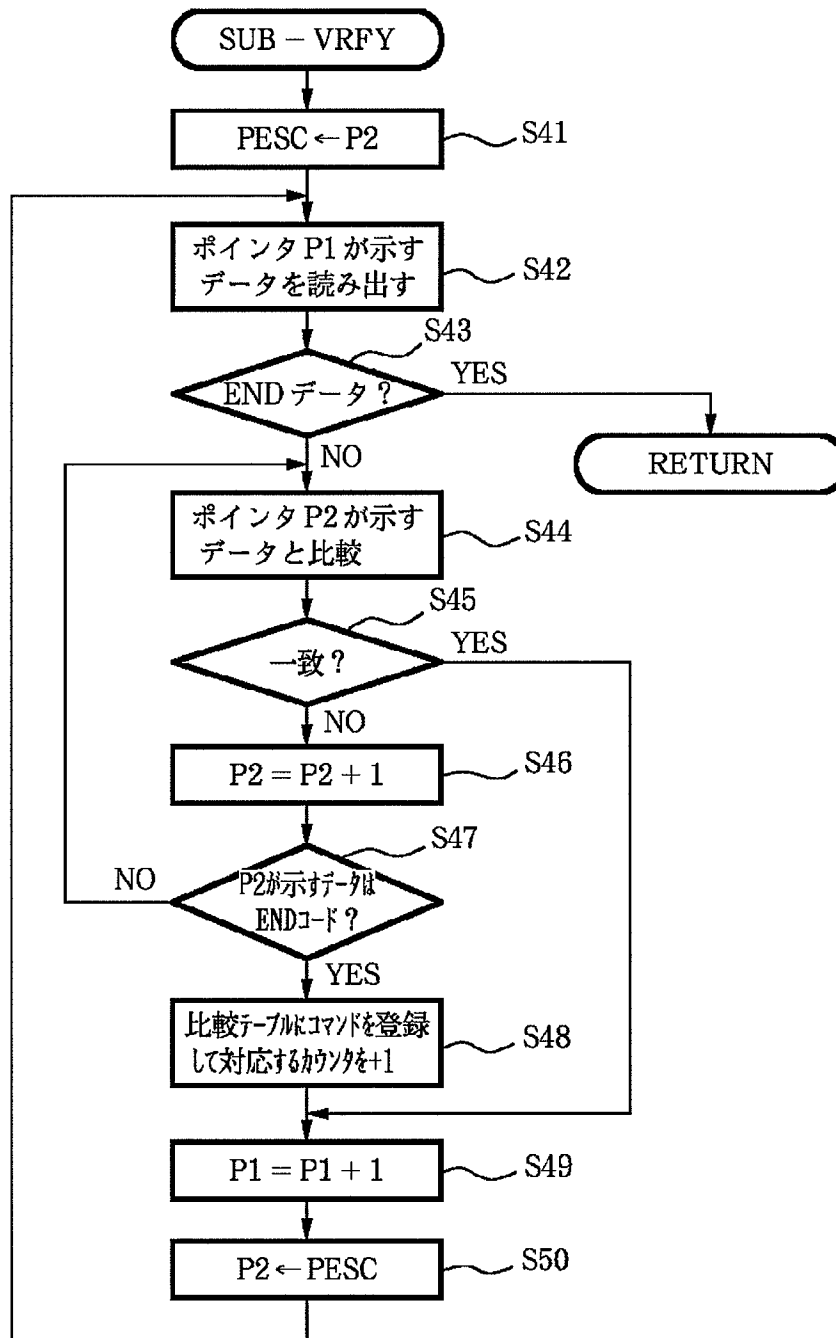 SUB－VRFY
PESC←P2
S41
ポインタP1が示す
データを読み出す
S42
S43
ENDデータ？
YES
NO
RETURN
ポインタP2が示す
データと比較
S44
S45
一致？
YES
NO
P2＝P2＋1
S46
S47
NO
P2が示すデータは
ENDコード？
YES
比較テーブルにコマンドを登録
して対応するカウンタを+1
S48
P1＝P1＋1
S49
P2←PESC
S50